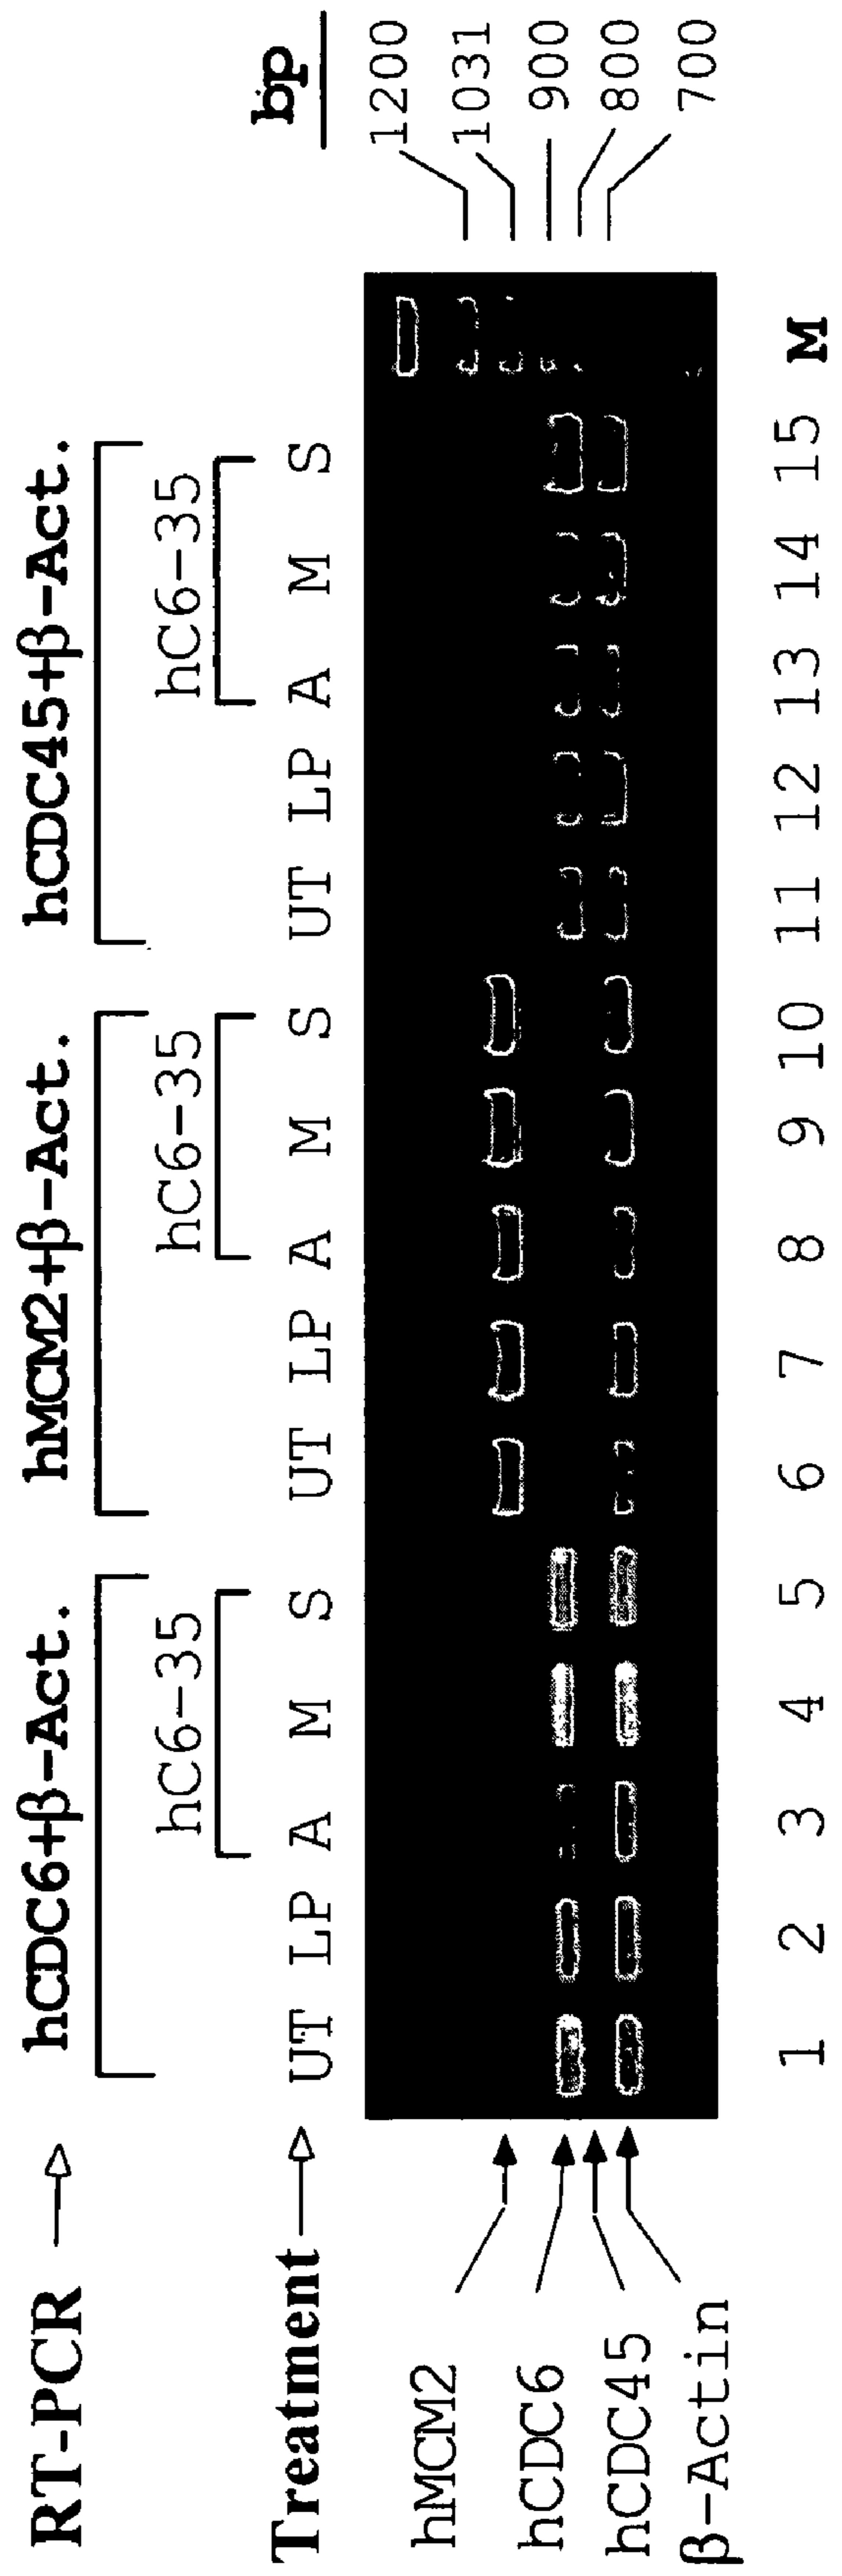 RT-PCR
hCDC6+β-Act. hMCM2+β-Act. hCDC45+β-Act.
hC6-35 hC6-35 hC6-35
bp
Treatment UT LP A M S UT LP A M S UT LP A M S
1200
1031
900
800
700
hMCM2
hCDC6
hCDC45
β-Actin
1 2 3 4 5 6 7 8 9 10 11 12 13 14 15 M